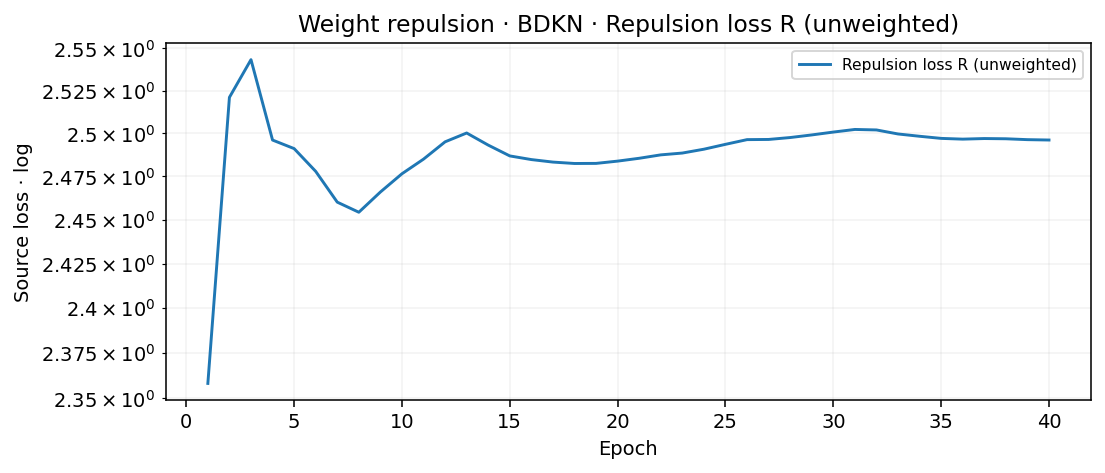 Weight repulsion · BDKN · Repulsion loss R (unweighted)
Repulsion loss R (unweighted)
Source loss · log
2.55 × 10⁰
2.525 × 10⁰
2.5 × 10⁰
2.475 × 10⁰
2.45 × 10⁰
2.425 × 10⁰
2.4 × 10⁰
2.375 × 10⁰
2.35 × 10⁰
0 5 10 15 20 25 30 35 40
Epoch